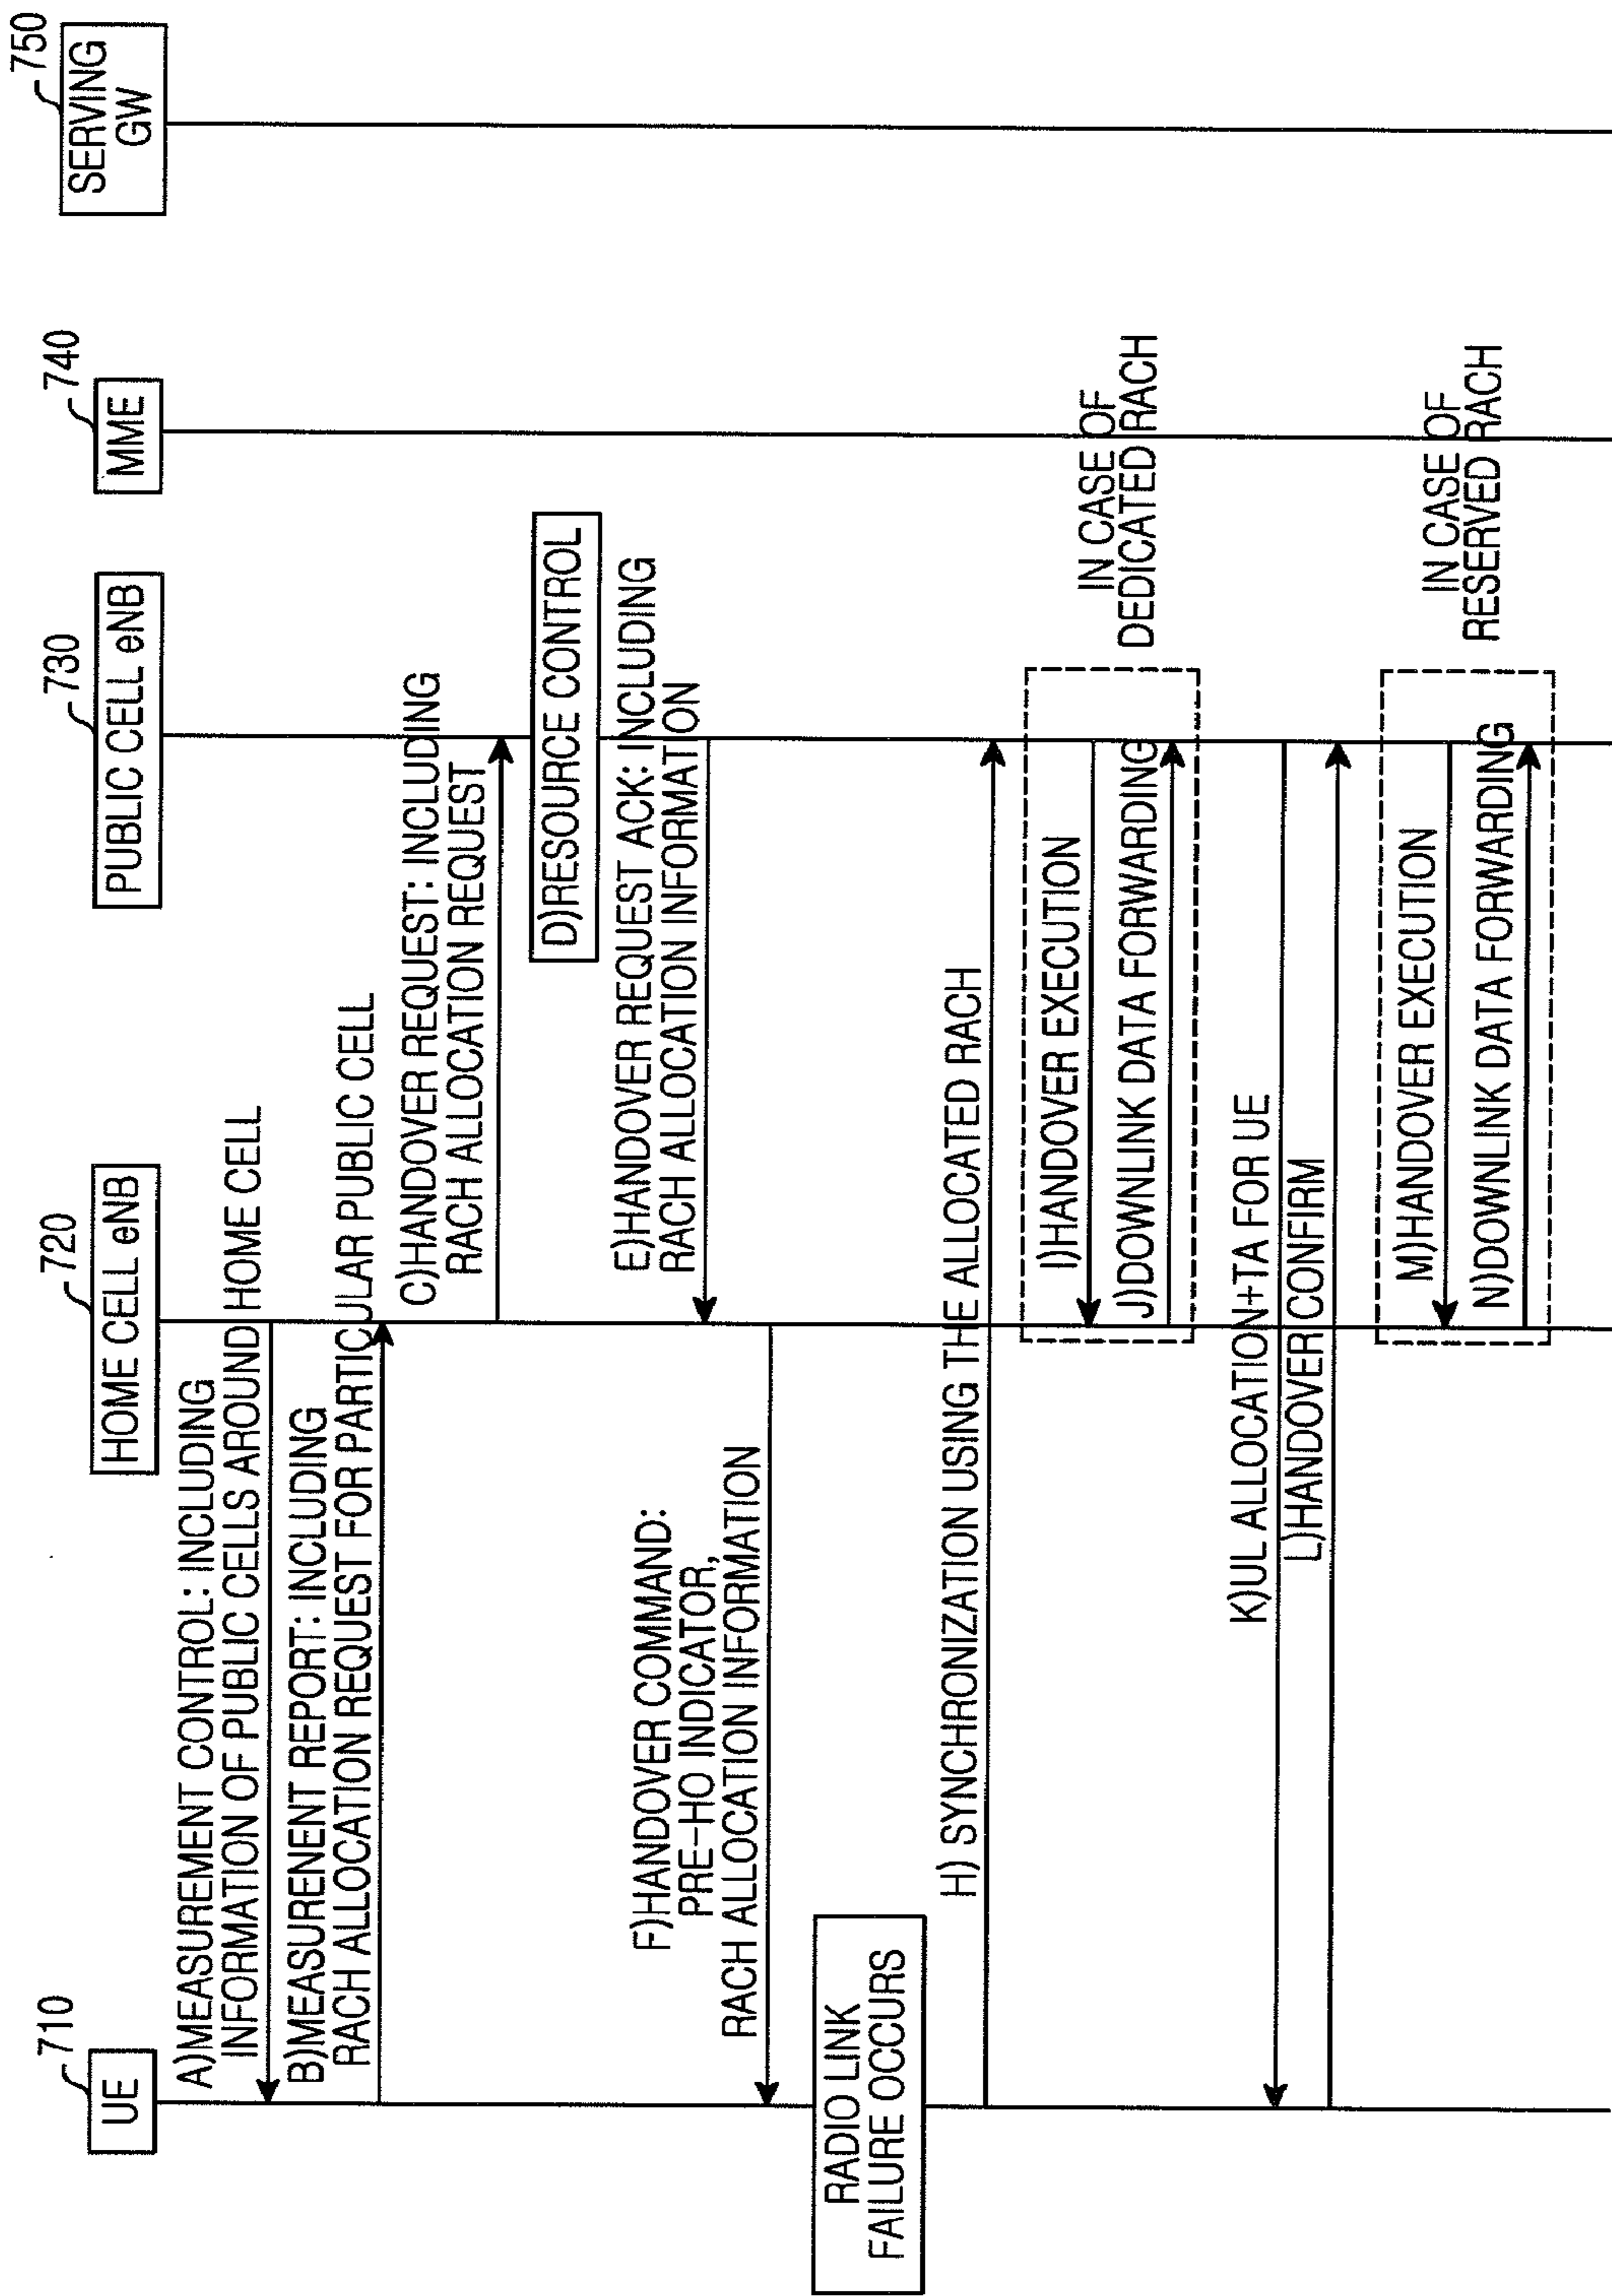 710
UE
720
HOME CELL eNB
730
PUBLIC CELL eNB
740
MME
750
SERVING
GW
A)MEASUREMENT CONTROL: INCLUDING
INFORMATION OF PUBLIC CELLS AROUND HOME CELL
B)MEASURENENT REPORT: INCLUDING
RACH ALLOCATION REQUEST FOR PARTICULAR PUBLIC CELL
C)HANDOVER REQUEST: INCLUDING
RACH ALLOCATION REQUEST
D)RESOURCE CONTROL
E)HANDOVER REQUEST ACK: INCLUDING
RACH ALLOCATION INFORMATION
F)HANDOVER COMMAND:
PRE-HO INDICATOR,
RACH ALLOCATION INFORMATION
RADIO LINK
FAILURE OCCURS
H) SYNCHRONIZATION USING THE ALLOCATED RACH
I)HANDOVER EXECUTION
J)DOWNLINK DATA FORWARDING
IN CASE OF
DEDICATED RACH
K)UL ALLOCATION+TA FOR UE
L)HANDOVER CONFIRM
M)HANDOVER EXECUTION
N)DOWNLINK DATA FORWARDING
IN CASE OF
RESERVED RACH